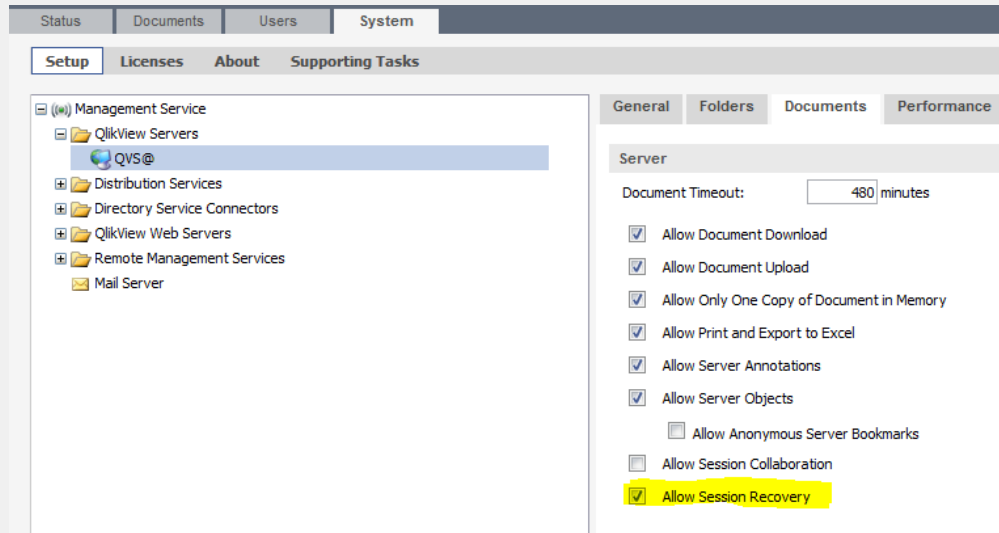 Status Documents Users System
Setup Licenses About Supporting Tasks
Management Service
QlikView Servers
QVS@
Distribution Services
Directory Service Connectors
QlikView Web Servers
Remote Management Services
Mail Server
General Folders Documents Performance
Server
Document Timeout: 480 minutes
Allow Document Download
Allow Document Upload
Allow Only One Copy of Document in Memory
Allow Print and Export to Excel
Allow Server Annotations
Allow Server Objects
Allow Anonymous Server Bookmarks
Allow Session Collaboration
Allow Session Recovery